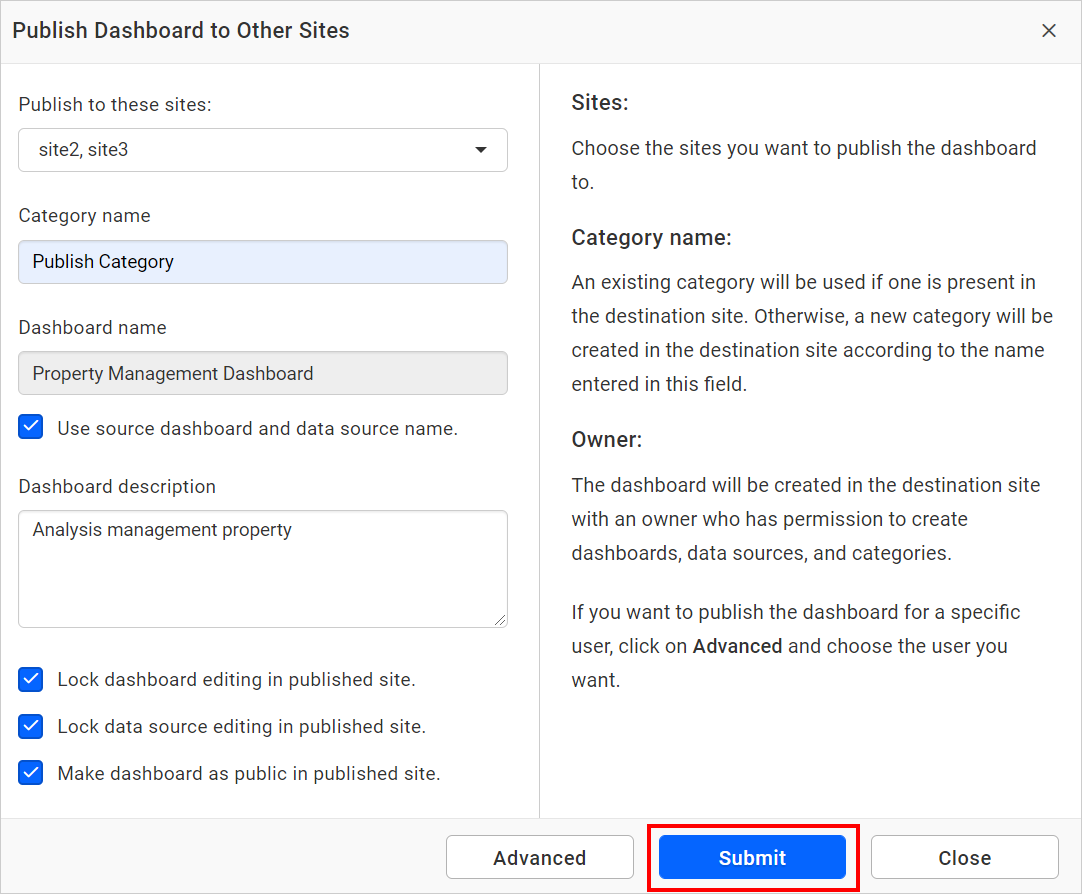 Publish Dashboard to Other Sites
Publish to these sites:
site2, site3
Category name
Publish Category
Dashboard name
Property Management Dashboard
Use source dashboard and data source name.
Dashboard description
Analysis management property
Lock dashboard editing in published site.
Lock data source editing in published site.
Make dashboard as public in published site.
Sites:
Choose the sites you want to publish the dashboard
to.
Category name:
An existing category will be used if one is present in
the destination site. Otherwise, a new category will be
created in the destination site according to the name
entered in this field.
Owner:
The dashboard will be created in the destination site
with an owner who has permission to create
dashboards, data sources, and categories.
If you want to publish the dashboard for a specific
user, click on Advanced and choose the user you
want.
Advanced
Submit
Close